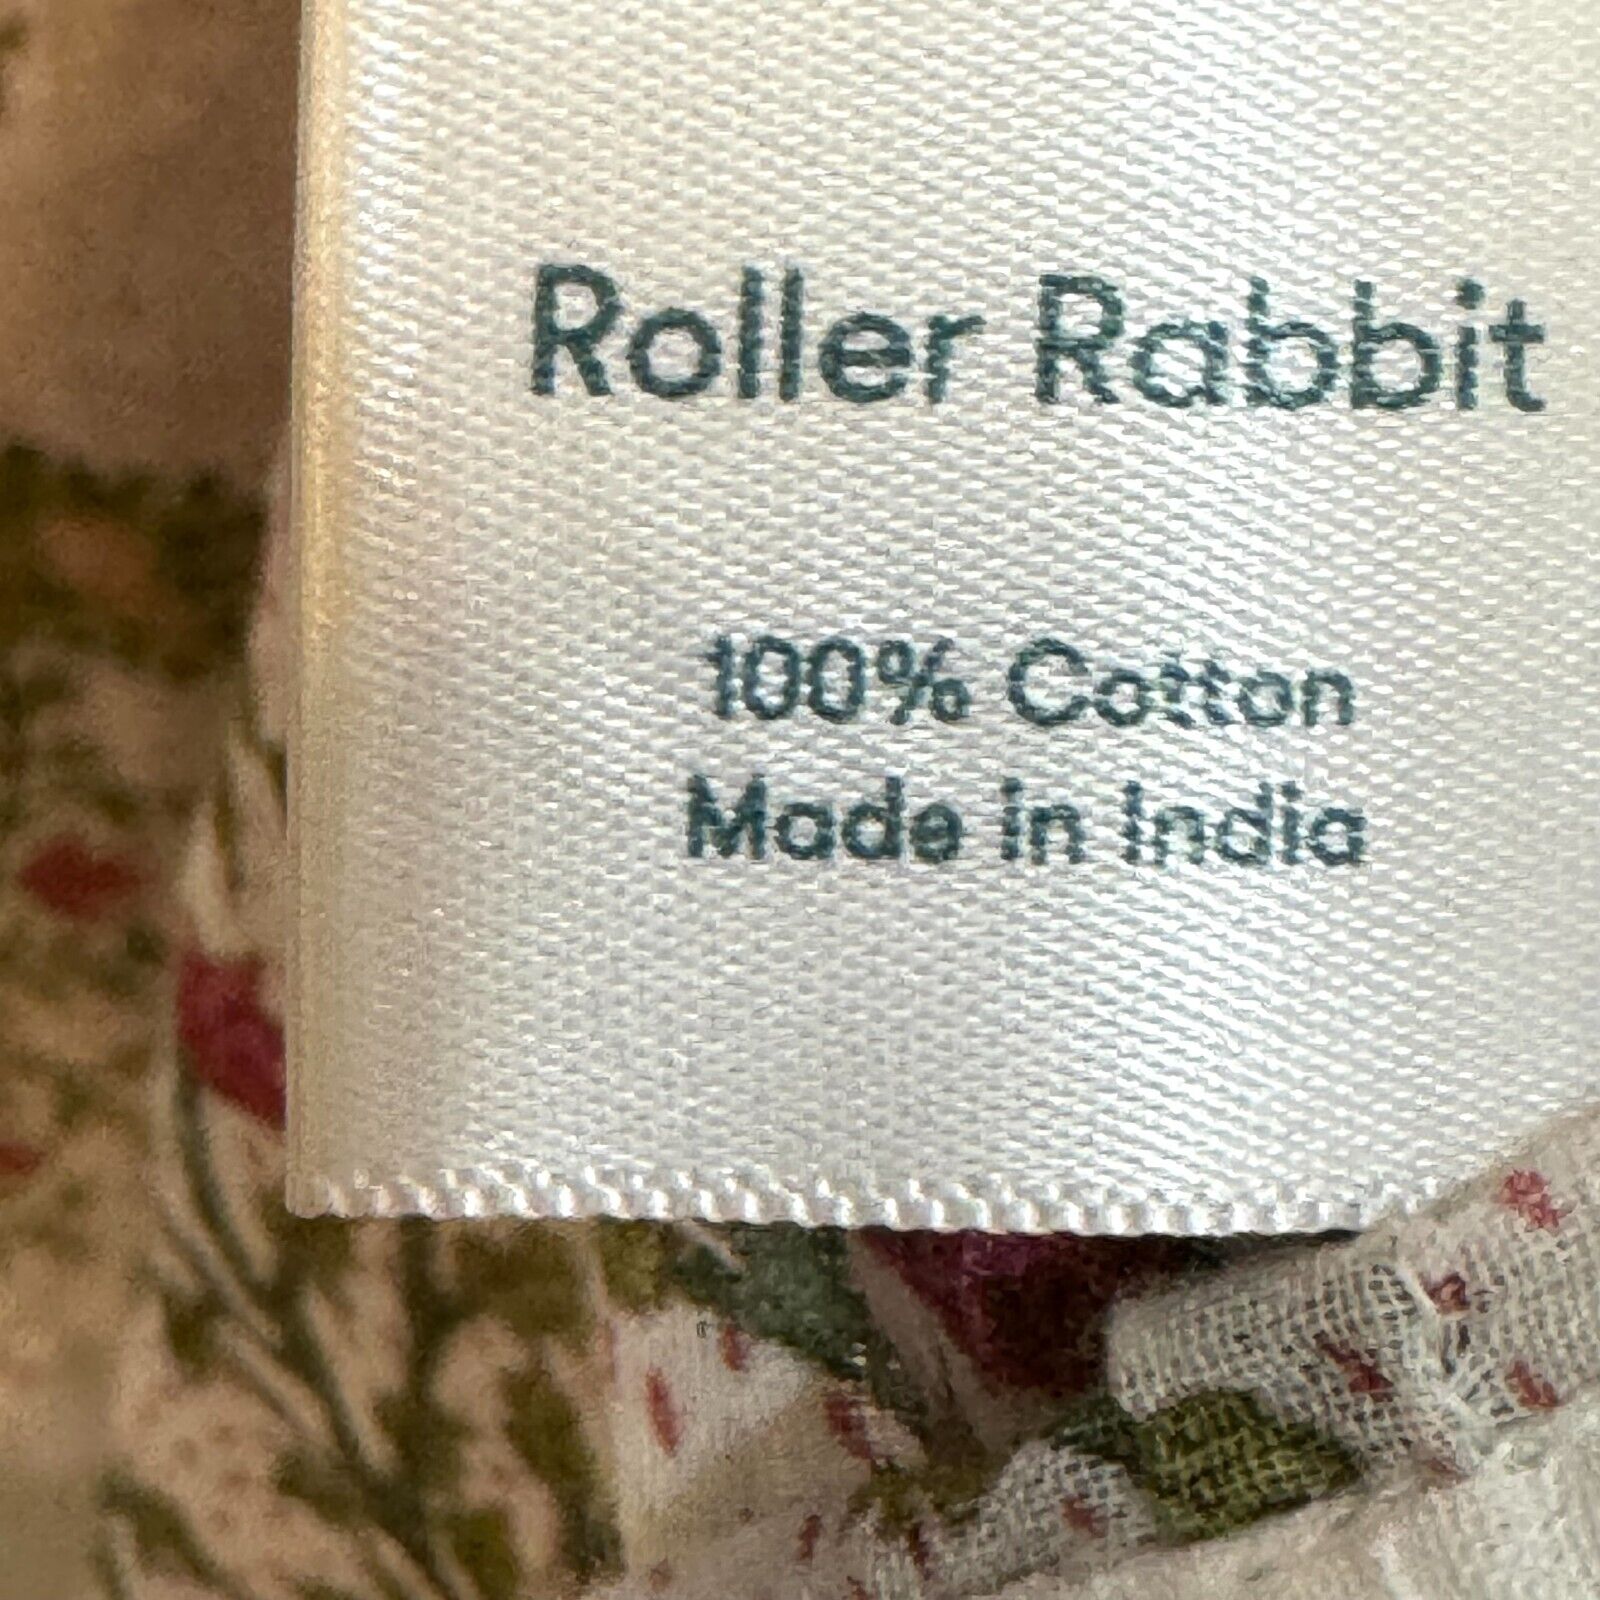 Roller Rabbit
100% Cotton
Made in India